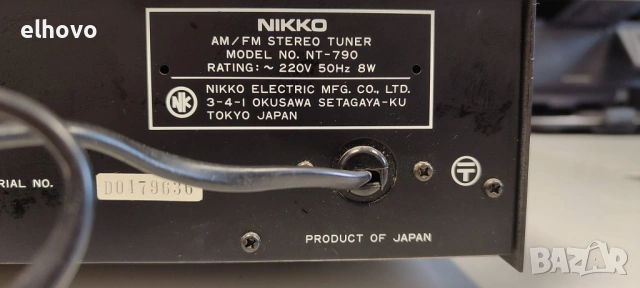 elhovo
NIKKO
AM/FM STEREO TUNER
MODEL NO. NT-790
RATING: ~ 220V 50Hz 8W
NK
NIKKO ELECTRIC MFG. CO., LTD.
3-4-1 OKUSAWA SETAGAYA-KU
TOKYO JAPAN
RIAL NO.
D0179636
T
PRODUCT OF JAPAN
BAZAR